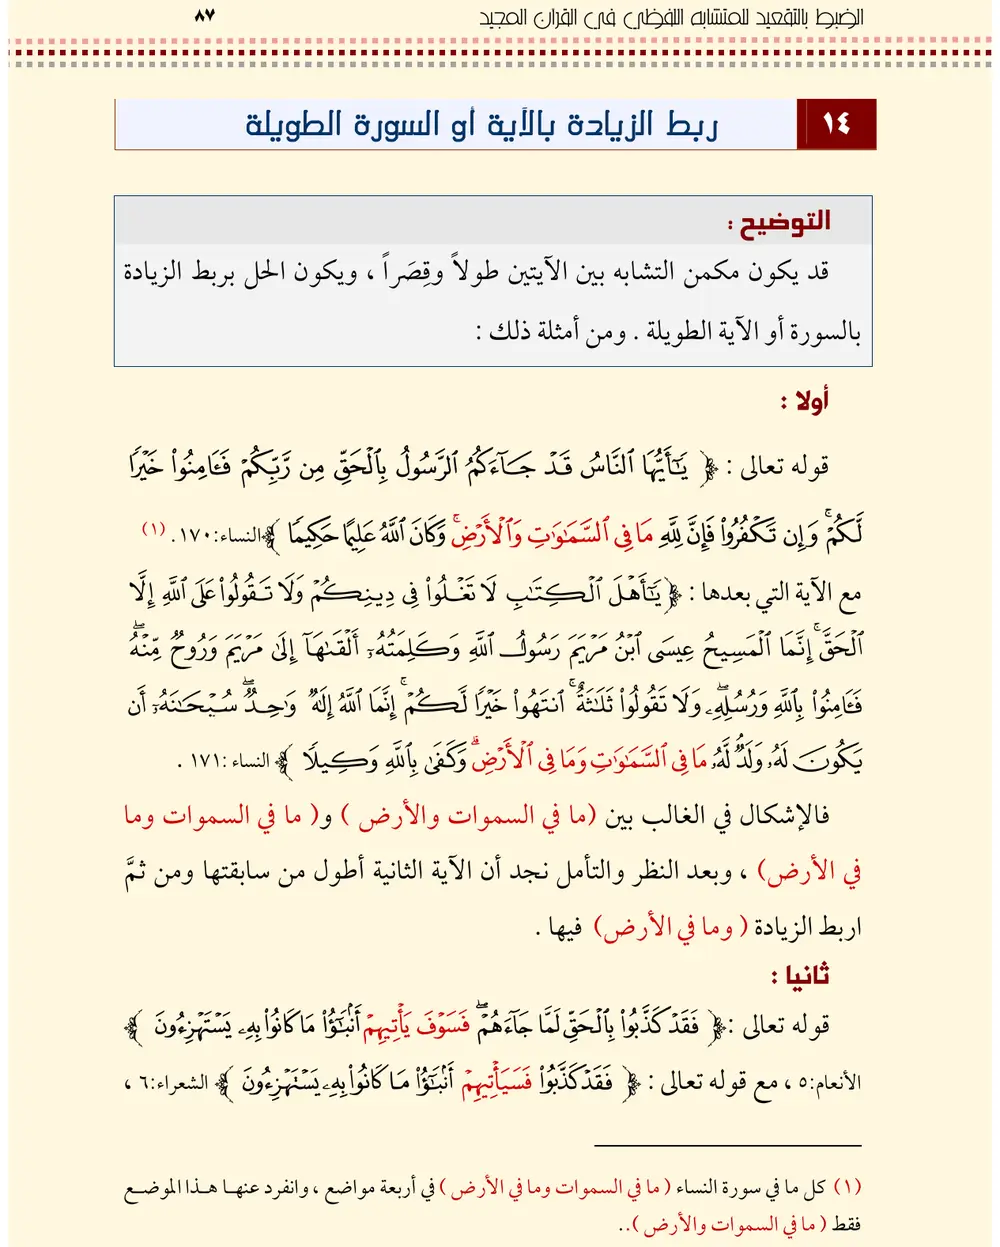 الضبط بالتقعيد للمتشابه اللفظي في القرآن المجيد ٨٧
١٤ ربط الزيادة بالآية أو السورة الطويلة
التوضيح :
قد يكون مكمن التشابه بين الآيتين طولاً وقِصَراً ، ويكون الحل بربط الزيادة
بالسورة أو الآية الطويلة . ومن أمثلة ذلك :
أولا :
قوله تعالى : ﴿ يَـٰٓأَيُّهَا ٱلنَّاسُ قَدْ جَآءَكُمُ ٱلرَّسُولُ بِٱلْحَقِّ مِن رَّبِّكُمْ فَـَٔامِنُوا۟ خَيْرًا
لَّكُمْ ۚ وَإِن تَكْفُرُوا۟ فَإِنَّ لِلَّهِ مَا فِى ٱلسَّمَـٰوَٰتِ وَٱلْأَرْضِ ۚ وَكَانَ ٱللَّهُ عَلِيمًا حَكِيمًا ﴾النساء:١٧٠. (١)
مع الآية التي بعدها : ﴿ يَـٰٓأَهْلَ ٱلْكِتَـٰبِ لَا تَغْلُوا۟ فِى دِينِكُمْ وَلَا تَقُولُوا۟ عَلَى ٱللَّهِ إِلَّا
ٱلْحَقَّ ۚ إِنَّمَا ٱلْمَسِيحُ عِيسَى ٱبْنُ مَرْيَمَ رَسُولُ ٱللَّهِ وَكَلِمَتُهُۥٓ أَلْقَىٰهَآ إِلَىٰ مَرْيَمَ وَرُوحٌ مِّنْهُ ۖ
فَـَٔامِنُوا۟ بِٱللَّهِ وَرُسُلِهِۦ ۖ وَلَا تَقُولُوا۟ ثَلَـٰثَةٌ ۚ ٱنتَهُوا۟ خَيْرًا لَّكُمْ ۚ إِنَّمَا ٱللَّهُ إِلَـٰهٌ وَٰحِدٌ ۖ سُبْحَـٰنَهُۥٓ أَن
يَكُونَ لَهُۥ وَلَدٌ ۘ لَّهُۥ مَا فِى ٱلسَّمَـٰوَٰتِ وَمَا فِى ٱلْأَرْضِ ۗ وَكَفَىٰ بِٱللَّهِ وَكِيلًا ﴾ النساء :١٧١ .
فالإشكال في الغالب بين (ما في السموات والأرض ) و( ما في السموات وما
في الأرض) ، وبعد النظر والتأمل نجد أن الآية الثانية أطول من سابقتها ومن ثمَّ
اربط الزيادة ( وما في الأرض) فيها .
ثانيا :
قوله تعالى :﴿ فَقَدْ كَذَّبُوا۟ بِٱلْحَقِّ لَمَّا جَآءَهُمْ ۖ فَسَوْفَ يَأْتِيهِمْ أَنۢبَـٰٓؤُا۟ مَا كَانُوا۟ بِهِۦ يَسْتَهْزِءُونَ ﴾
الأنعام:٥ ، مع قوله تعالى : ﴿ فَقَدْ كَذَّبُوا۟ فَسَيَأْتِيهِمْ أَنۢبَـٰٓؤُا۟ مَا كَانُوا۟ بِهِۦ يَسْتَهْزِءُونَ ﴾ الشعراء:٦ ،
(١) كل ما في سورة النساء ( ما في السموات وما في الأرض ) في أربعة مواضع ، وانفرد عنهـا هـذا الموضـع
فقط ( ما في السموات والأرض )..